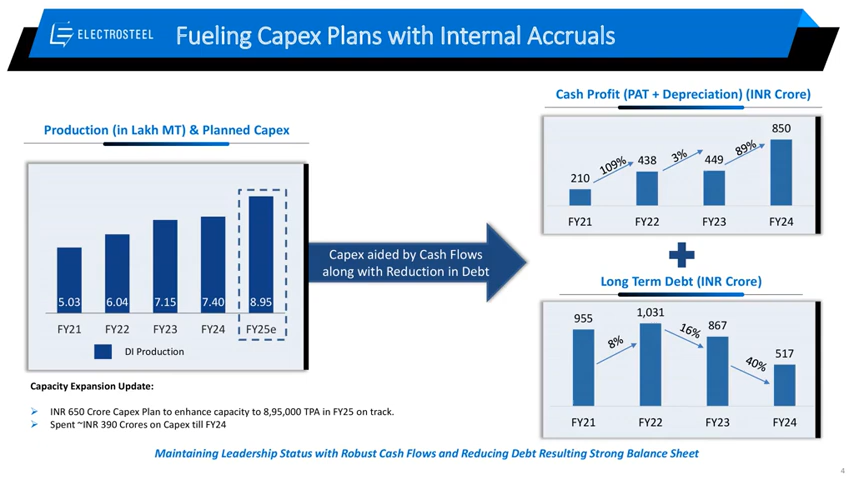 ELECTROSTEEL
Fueling Capex Plans with Internal Accruals
Production (in Lakh MT) & Planned Capex
5.03 6.04 7.15 7.40 8.95
FY21 FY22 FY23 FY24 FY25e
DI Production
Capex aided by Cash Flows
along with Reduction in Debt
Cash Profit (PAT + Depreciation) (INR Crore)
210 109% 438 3% 449 89% 850
FY21 FY22 FY23 FY24
Long Term Debt (INR Crore)
955 8% 1,031 16% 867 40% 517
FY21 FY22 FY23 FY24
Capacity Expansion Update:
INR 650 Crore Capex Plan to enhance capacity to 8,95,000 TPA in FY25 on track.
Spent ~INR 390 Crores on Capex till FY24
Maintaining Leadership Status with Robust Cash Flows and Reducing Debt Resulting Strong Balance Sheet
4